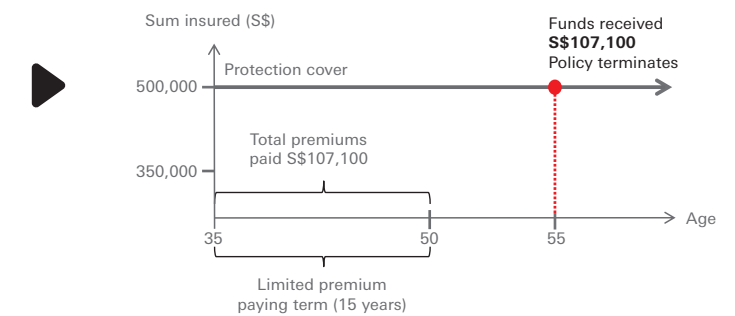 Sum insured (S$)
Funds received
S$107,100
Policy terminates
Protection cover
500,000
Total premiums
paid S$107,100
350,000
Age
35
50
55
Limited premium
paying term (15 years)